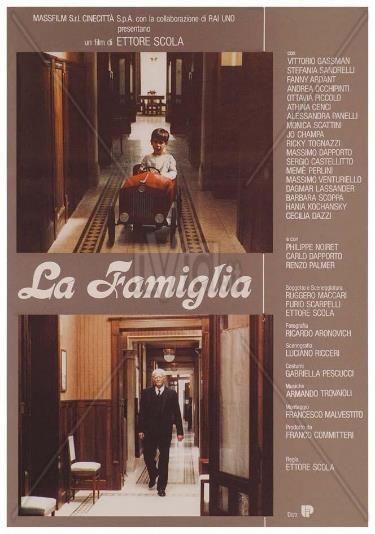 MASSFILM S.r.l. CINECITTÀ S.p.A. con la collaborazione di RAI UNO
presentano
un film di ETTORE SCOLA
con
VITTORIO GASSMAN
STEFANIA SANDRELLI
FANNY ARDANT
ANDREA OCCHIPINTI
OTTAVIA PICCOLO
ATHINA CENCI
ALESSANDRA PANELLI
MONICA SCATTINI
JO CHAMPA
RICKY TOGNAZZI
MASSIMO DAPPORTO
SERGIO CASTELLITTO
MEMÈ PERLINI
MASSIMO VENTURIELLO
DAGMAR LASSANDER
BARBARA SCOPPA
HANIA KOCHANSKY
CECILIA DAZZI
e con
PHILIPPE NOIRET
CARLO DAPPORTO
RENZO PALMER
La Famiglia
Soggetto e Sceneggiatura
RUGGERO MACCARI
FURIO SCARPELLI
ETTORE SCOLA
Fotografia
RICARDO ARONOVICH
Scenografia
LUCIANO RICCERI
Costumi
GABRIELLA PESCUCCI
Musiche
ARMANDO TROVAIOLI
Montaggio
FRANCESCO MALVESTITO
Prodotto da
FRANCO COMMITTERI
Regia
ETTORE SCOLA